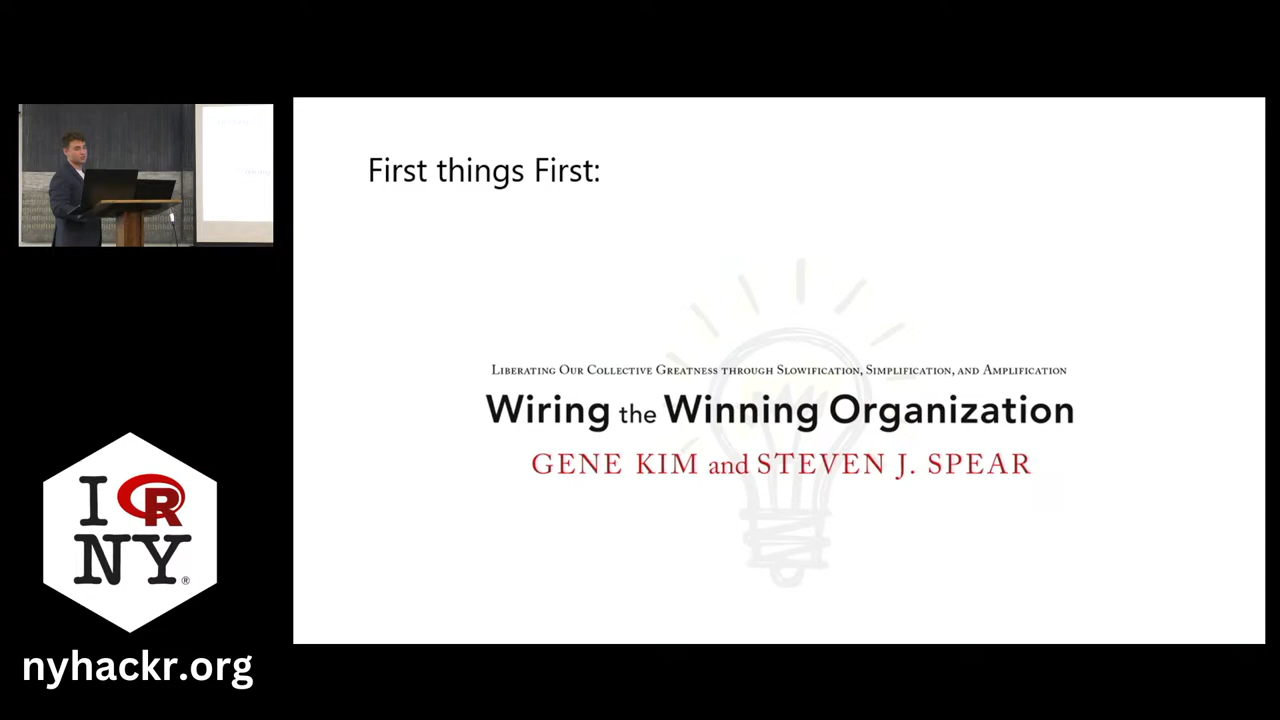 First things First:
Liberating Our Collective Greatness through Slowification, Simplification, and Amplification
Wiring the Winning Organization
GENE KIM and STEVEN J. SPEAR
I R
NY®
nyhackr.org